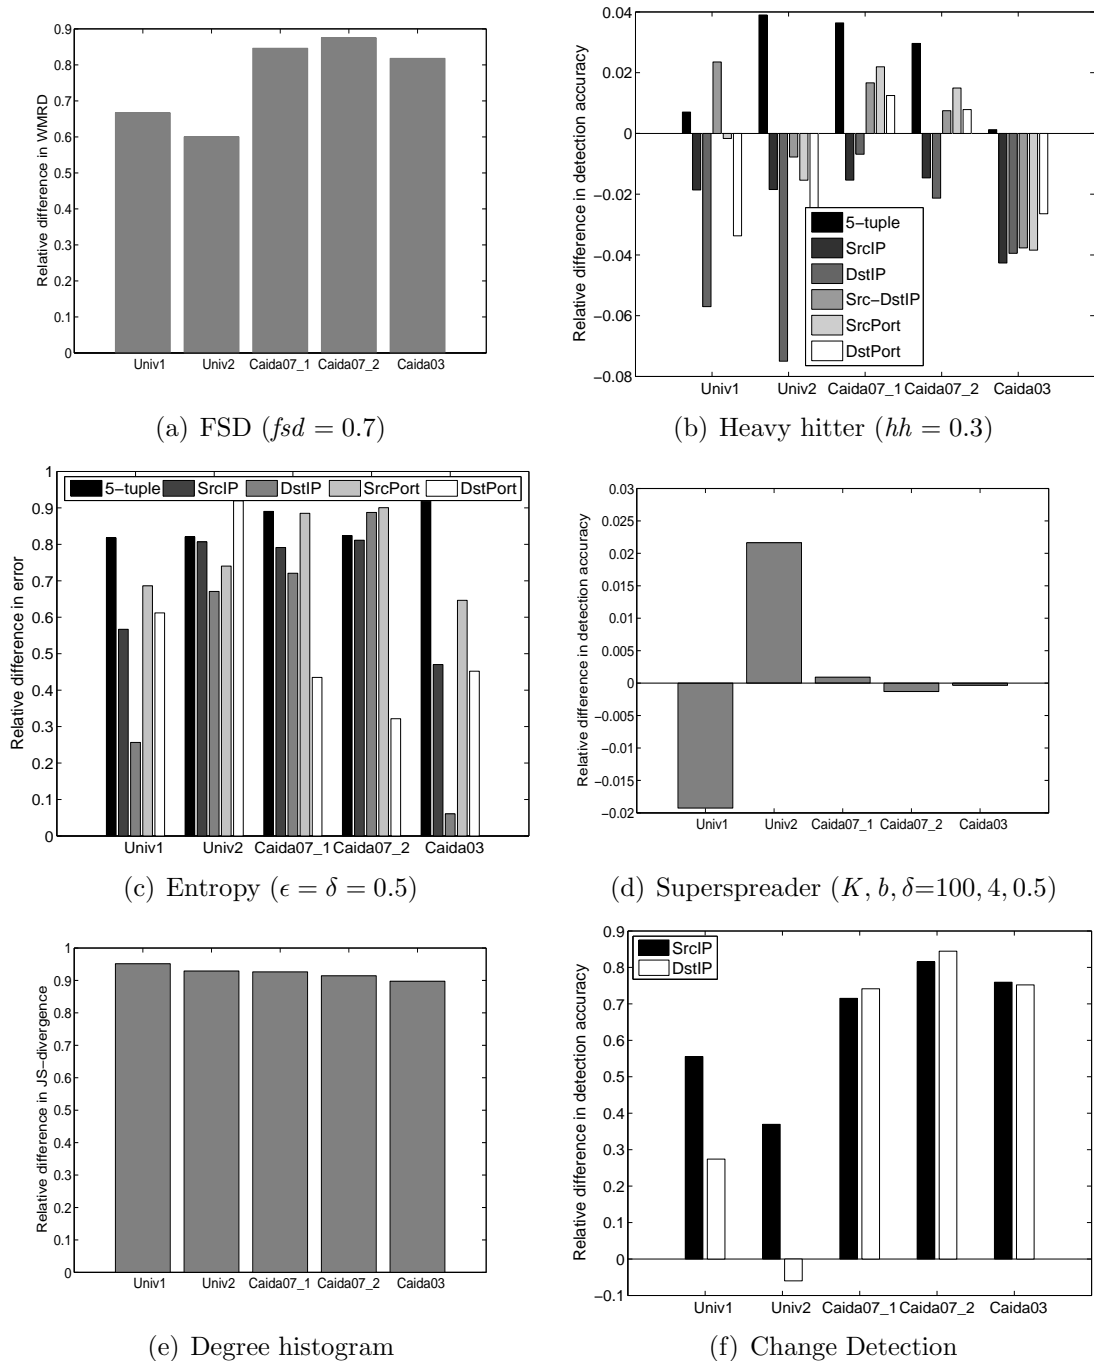 Relative difference in WMRD
0.9
0.8
0.7
0.6
0.5
0.4
0.3
0.2
0.1
0
Univ1 Univ2 Caida07_1 Caida07_2 Caida03
(a) FSD (fsd = 0.7)
Relative difference in detection accuracy
0.04
0.02
0
−0.02
−0.04
−0.06
−0.08
5−tuple
SrcIP
DstIP
Src−DstIP
SrcPort
DstPort
Univ1 Univ2 Caida07_1 Caida07_2 Caida03
(b) Heavy hitter (hh = 0.3)
Relative difference in error
1
0.9
0.8
0.7
0.6
0.5
0.4
0.3
0.2
0.1
0
5−tuple SrcIP DstIP SrcPort DstPort
Univ1 Univ2 Caida07_1 Caida07_2 Caida03
(c) Entropy (ϵ = δ = 0.5)
Relative difference in detection accuracy
0.03
0.025
0.02
0.015
0.01
0.005
0
−0.005
−0.01
−0.015
−0.02
Univ1 Univ2 Caida07_1 Caida07_2 Caida03
(d) Superspreader (K, b, δ=100, 4, 0.5)
Relative difference in JS−divergence
1
0.9
0.8
0.7
0.6
0.5
0.4
0.3
0.2
0.1
0
Univ1 Univ2 Caida07_1 Caida07_2 Caida03
(e) Degree histogram
Relative difference in detection accuracy
0.9
0.8
0.7
0.6
0.5
0.4
0.3
0.2
0.1
0
−0.1
SrcIP
DstIP
Univ1 Univ2 Caida07_1 Caida07_2 Caida03
(f) Change Detection